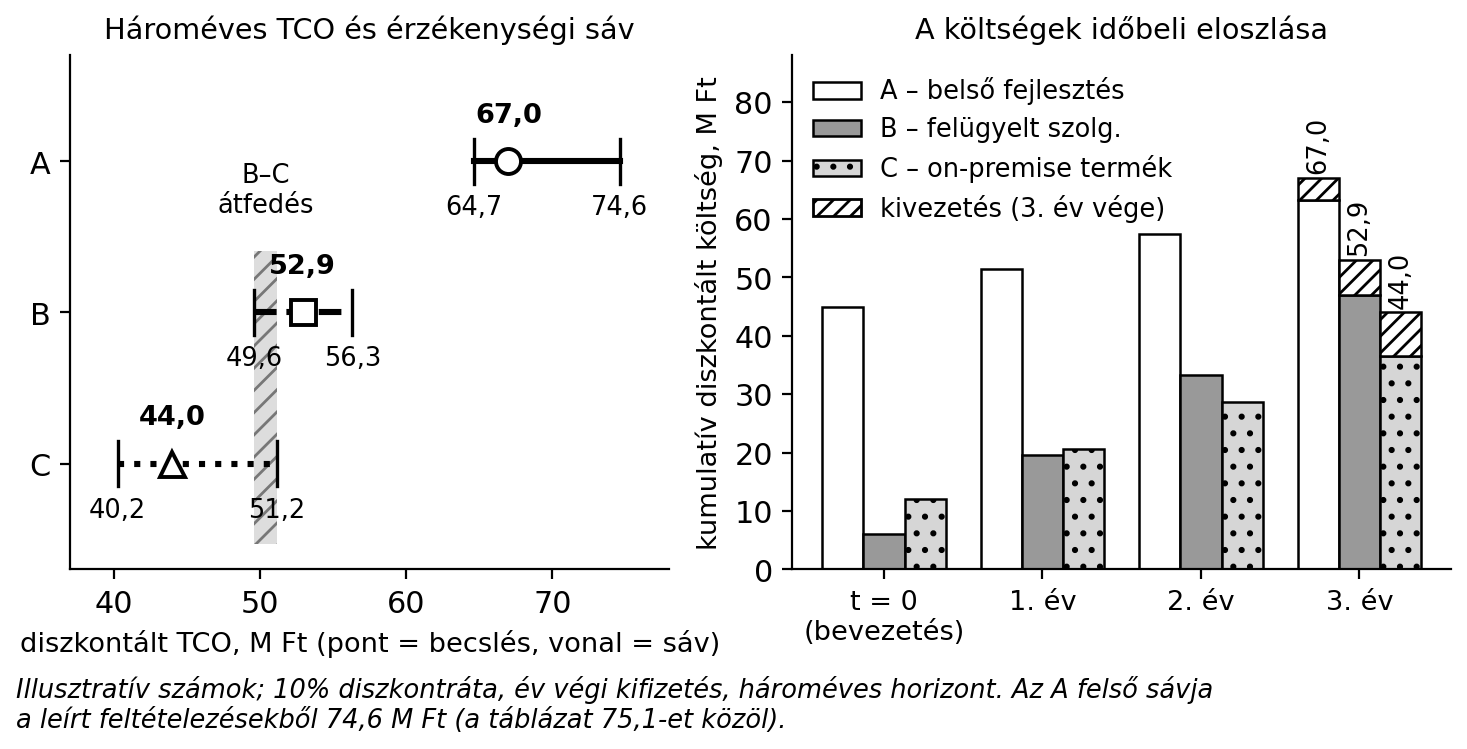 Hároméves TCO és érzékenységi sáv
A
B
C
67,0
64,7
74,6
B–C
átfedés
52,9
49,6
56,3
44,0
40,2
51,2
40
50
60
70
diszkontált TCO, M Ft (pont = becslés, vonal = sáv)
A költségek időbeli eloszlása
kumulatív diszkontált költség, M Ft
80
70
60
50
40
30
20
10
0
A – belső fejlesztés
B – felügyelt szolg.
C – on-premise termék
kivezetés (3. év vége)
67,0
52,9
44,0
t = 0
(bevezetés)
1. év
2. év
3. év
Illusztratív számok; 10% diszkontráta, év végi kifizetés, hároméves horizont. Az A felső sávja
a leírt feltételezésekből 74,6 M Ft (a táblázat 75,1-et közöl).